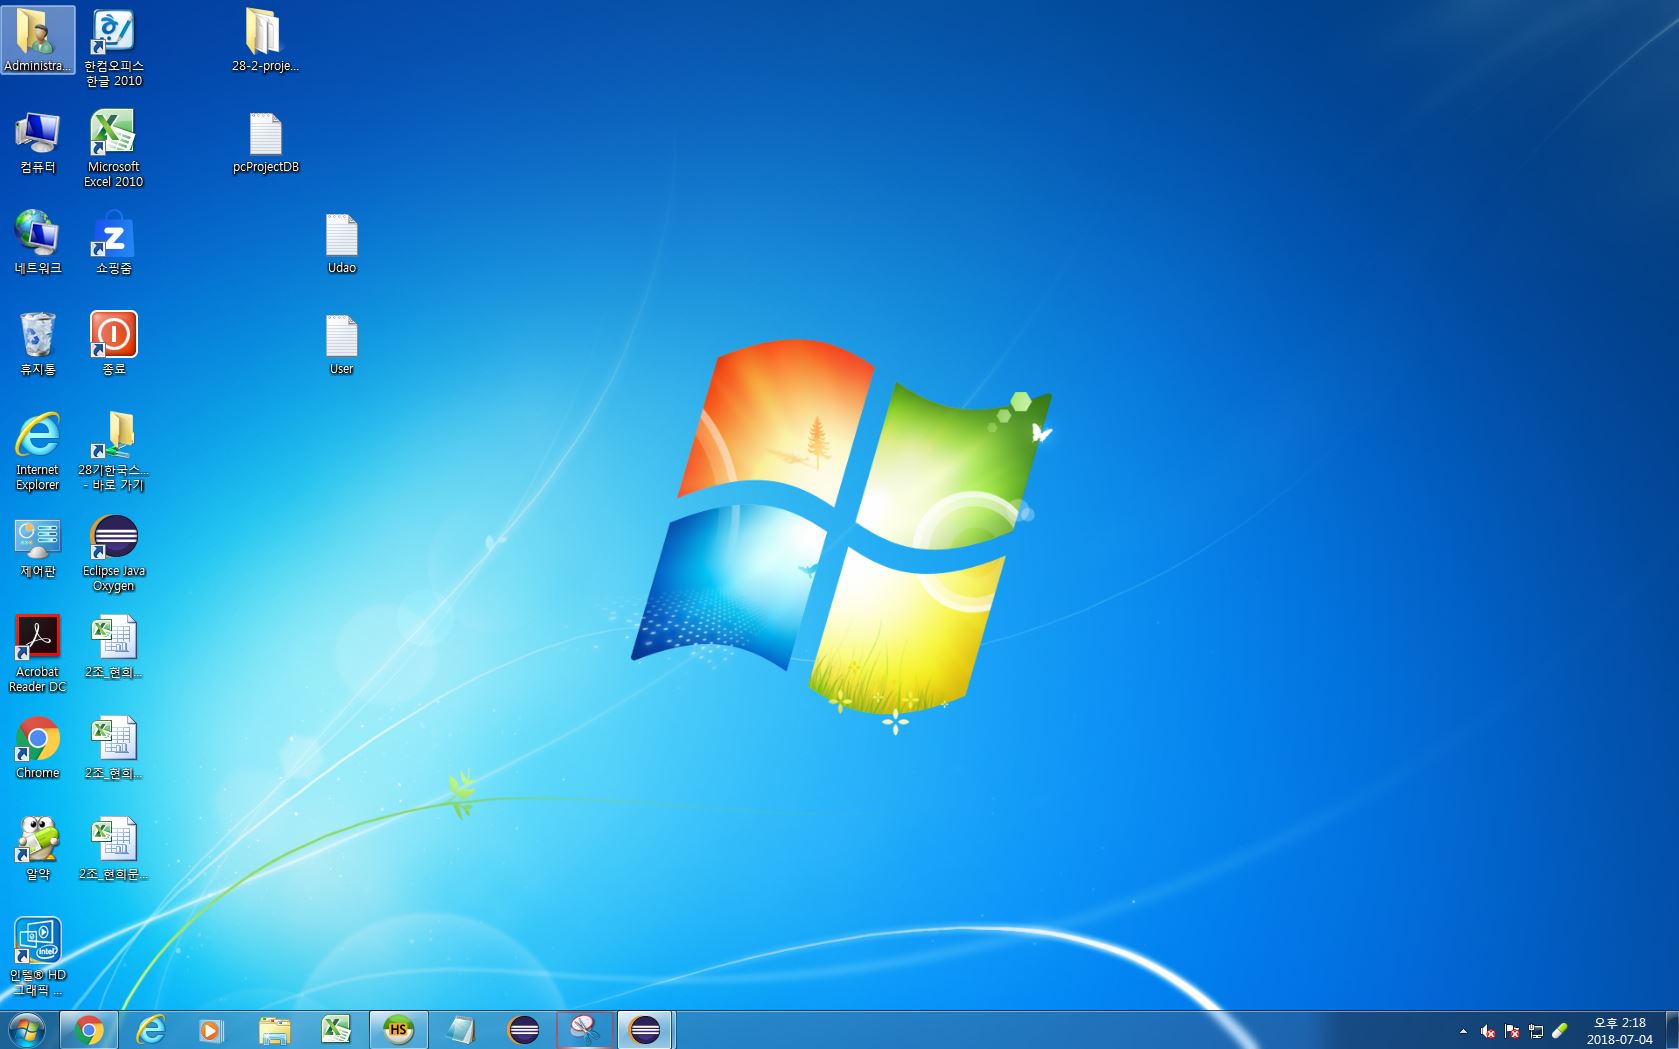 Administra...
한컴오피스
한글 2010
28-2-proje...
컴퓨터
Microsoft
Excel 2010
pcProjectDB
네트워크
쇼핑줌
Udao
휴지통
종료
User
Internet
Explorer
28기한국스...
- 바로 가기
제어판
Eclipse Java
Oxygen
Acrobat
Reader DC
2조_현희...
Chrome
2조_현희...
알약
2조_현희문...
인텔® HD
그래픽 ...
HS
오후 2:18
2018-07-04